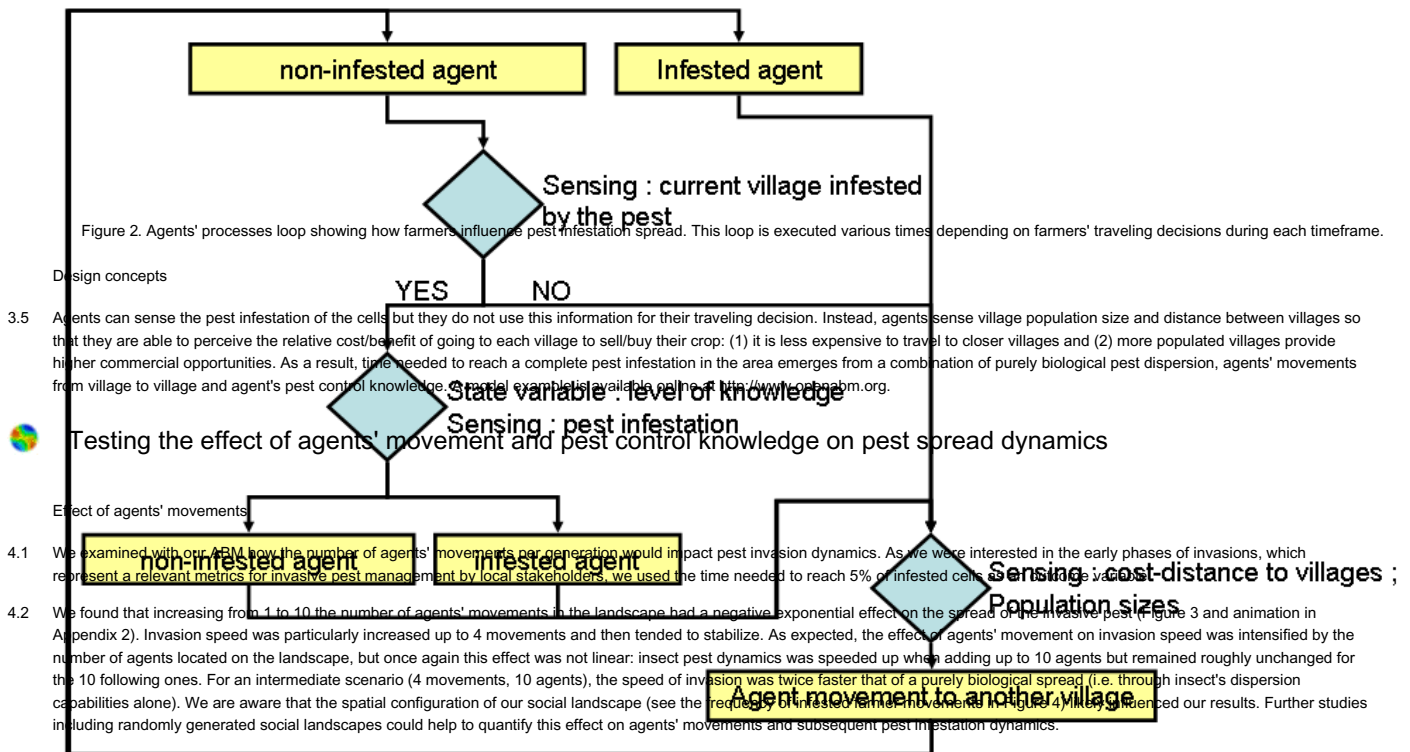 non-infested agent
Infested agent
Sensing : current village infested
by the pest
Figure 2. Agents' processes loop showing how farmers influence pest infestation spread. This loop is executed various times depending on farmers' traveling decisions during each timeframe.
Design concepts
YES NO
3.5 Agents can sense the pest infestation of the cells but they do not use this information for their traveling decision. Instead, agents sense village population size and distance between villages so
that they are able to perceive the relative cost/benefit of going to each village to sell/buy their crop: (1) it is less expensive to travel to closer villages and (2) more populated villages provide
higher commercial opportunities. As a result, time needed to reach a complete pest infestation in the area emerges from a combination of purely biological pest dispersion, agents' movements
from village to village and agent's pest control knowledge. A model example is available online at http://www.openabm.org.
State variable : level of knowledge
Sensing : pest infestation
Testing the effect of agents' movement and pest control knowledge on pest spread dynamics
Effect of agents' movements
non-infested agent
infested agent
4.1 We examined with our ABM how the number of agents' movements per generation would impact pest invasion dynamics. As we were interested in the early phases of invasions, which
represent a relevant metrics for invasive pest management by local stakeholders, we used the time needed to reach 5% of infested cells as an outcome variable.
Sensing : cost-distance to villages ;
Population sizes
4.2 We found that increasing from 1 to 10 the number of agents' movements in the landscape had a negative exponential effect on the spread of the invasive pest (Figure 3 and animation in
Appendix 2). Invasion speed was particularly increased up to 4 movements and then tended to stabilize. As expected, the effect of agents' movement on invasion speed was intensified by the
number of agents located on the landscape, but once again this effect was not linear: insect pest dynamics was speeded up when adding up to 10 agents but remained roughly unchanged for
the 10 following ones. For an intermediate scenario (4 movements, 10 agents), the speed of invasion was twice faster that of a purely biological spread (i.e. through insect's dispersion
capabilities alone). We are aware that the spatial configuration of our social landscape (see the frequency of infested farmer movements in Figure 4) likely influenced our results. Further studies
including randomly generated social landscapes could help to quantify this effect on agents' movements and subsequent pest infestation dynamics.
Agent movement to another village